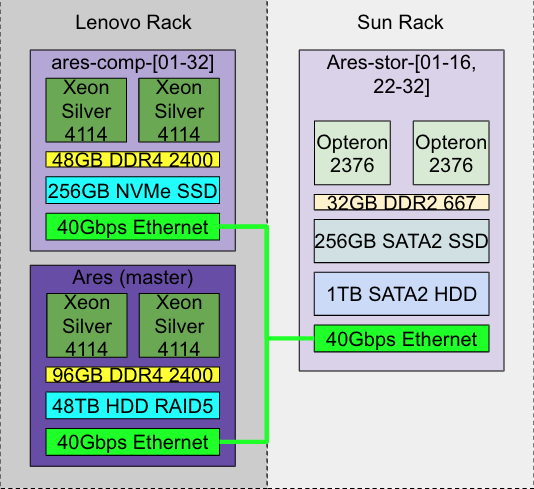 Lenovo Rack
ares-comp-[01-32]
Xeon
Silver
4114
Xeon
Silver
4114
48GB DDR4 2400
256GB NVMe SSD
40Gbps Ethernet
Ares (master)
Xeon
Silver
4114
Xeon
Silver
4114
96GB DDR4 2400
48TB HDD RAID5
40Gbps Ethernet
Sun Rack
Ares-stor-[01-16,
22-32]
Opteron
2376
Opteron
2376
32GB DDR2 667
256GB SATA2 SSD
1TB SATA2 HDD
40Gbps Ethernet